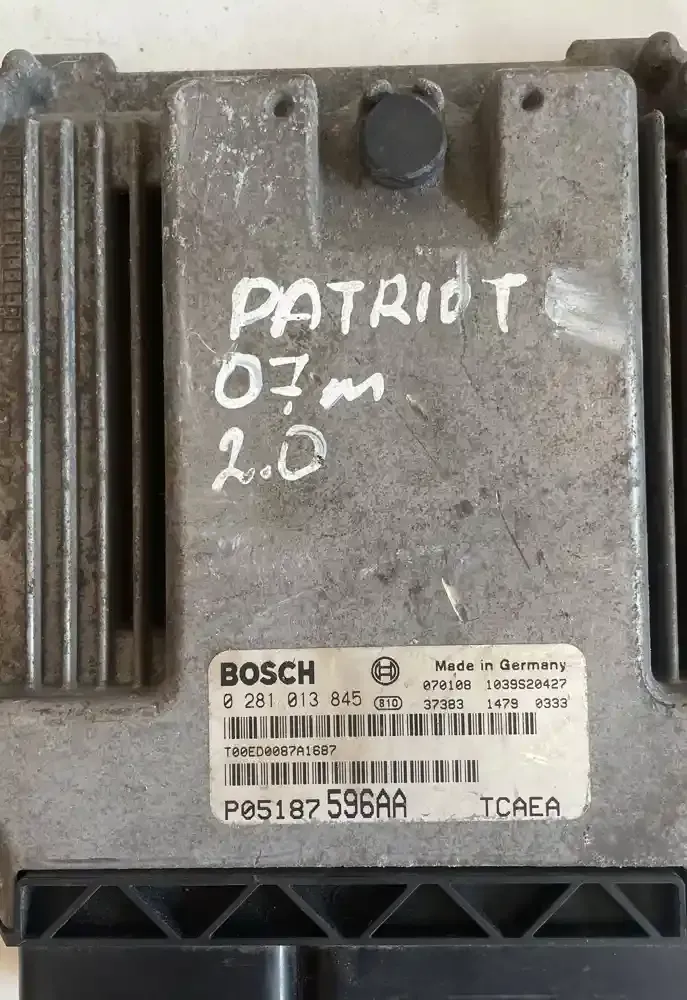 PATRIOT
07m
2.0
BOSCH Made in Germany
070108 1039S20427
0 281 013 845 B10 37383 1479 0333
T00ED0087A1687
P05187596AA TCAEA